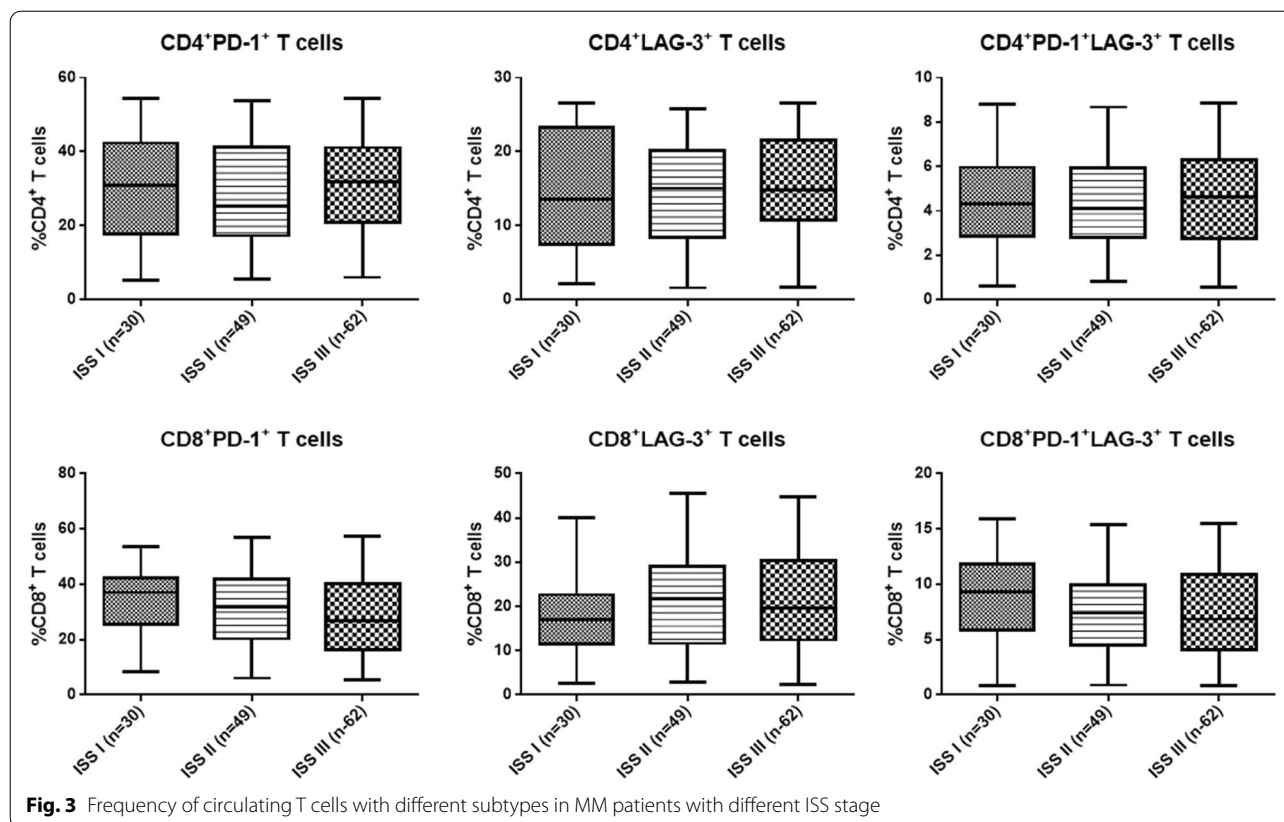 CD4⁺PD-1⁺ T cells
%CD4⁺ T cells
60
40
20
0
ISS I (n=30)
ISS II (n=49)
ISS III (n-62)
CD4⁺LAG-3⁺ T cells
%CD4⁺ T cells
30
20
10
0
ISS I (n=30)
ISS II (n=49)
ISS III (n-62)
CD4⁺PD-1⁺LAG-3⁺ T cells
%CD4⁺ T cells
10
8
6
4
2
0
ISS I (n=30)
ISS II (n=49)
ISS III (n-62)
CD8⁺PD-1⁺ T cells
%CD8⁺ T cells
80
60
40
20
0
ISS I (n=30)
ISS II (n=49)
ISS III (n-62)
CD8⁺LAG-3⁺ T cells
%CD8⁺ T cells
50
40
30
20
10
0
ISS I (n=30)
ISS II (n=49)
ISS III (n-62)
CD8⁺PD-1⁺LAG-3⁺ T cells
%CD8⁺ T cells
20
15
10
5
0
ISS I (n=30)
ISS II (n=49)
ISS III (n-62)
Fig. 3 Frequency of circulating T cells with different subtypes in MM patients with different ISS stage